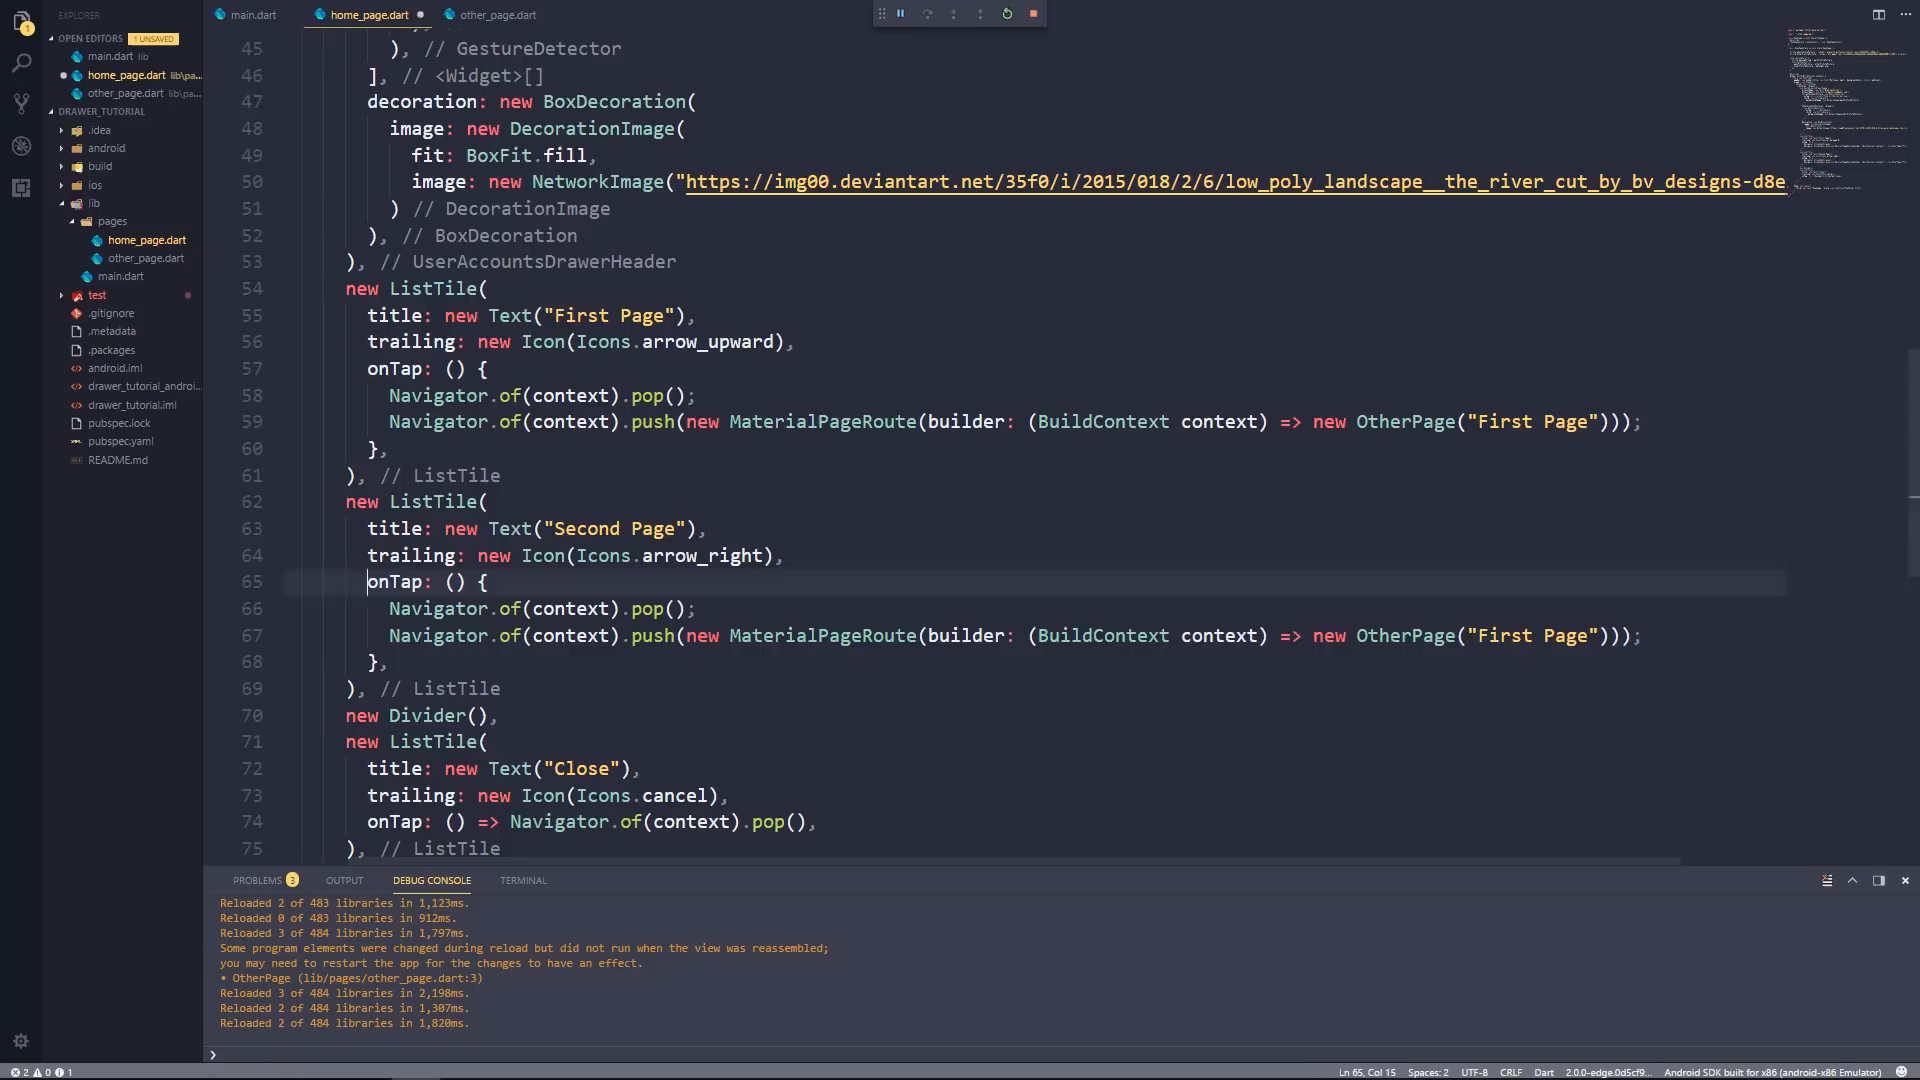 EXPLORER
OPEN EDITORS 1 UNSAVED
main.dart lib
home_page.dart lib\pa...
other_page.dart lib\pa...
DRAWER_TUTORIAL
.idea
android
build
ios
lib
pages
home_page.dart
other_page.dart
main.dart
test
.gitignore
.metadata
.packages
android.iml
drawer_tutorial_androi...
drawer_tutorial.iml
pubspec.lock
pubspec.yaml
README.md
main.dart home_page.dart other_page.dart
45 ), // GestureDetector
46 ], // <Widget>[]
47 decoration: new BoxDecoration(
48 image: new DecorationImage(
49 fit: BoxFit.fill,
50 image: new NetworkImage("https://img00.deviantart.net/35f0/i/2015/018/2/6/low_poly_landscape__the_river_cut_by_bv_designs-d8e
51 ) // DecorationImage
52 ), // BoxDecoration
53 ), // UserAccountsDrawerHeader
54 new ListTile(
55 title: new Text("First Page"),
56 trailing: new Icon(Icons.arrow_upward),
57 onTap: () {
58 Navigator.of(context).pop();
59 Navigator.of(context).push(new MaterialPageRoute(builder: (BuildContext context) => new OtherPage("First Page")));
60 },
61 ), // ListTile
62 new ListTile(
63 title: new Text("Second Page"),
64 trailing: new Icon(Icons.arrow_right),
65 onTap: () {
66 Navigator.of(context).pop();
67 Navigator.of(context).push(new MaterialPageRoute(builder: (BuildContext context) => new OtherPage("First Page")));
68 },
69 ), // ListTile
70 new Divider(),
71 new ListTile(
72 title: new Text("Close"),
73 trailing: new Icon(Icons.cancel),
74 onTap: () => Navigator.of(context).pop(),
75 ), // ListTile
PROBLEMS 3 OUTPUT DEBUG CONSOLE TERMINAL
Reloaded 2 of 483 libraries in 1,123ms.
Reloaded 0 of 483 libraries in 912ms.
Reloaded 3 of 484 libraries in 1,797ms.
Some program elements were changed during reload but did not run when the view was reassembled;
you may need to restart the app for the changes to have an effect.
• OtherPage (lib/pages/other_page.dart:3)
Reloaded 3 of 484 libraries in 2,198ms.
Reloaded 2 of 484 libraries in 1,307ms.
Reloaded 2 of 484 libraries in 1,820ms.
2 0 1 Ln 65, Col 15 Spaces: 2 UTF-8 CRLF Dart 2.0.0-edge.0d5cf9... Android SDK built for x86 (android-x86 Emulator)